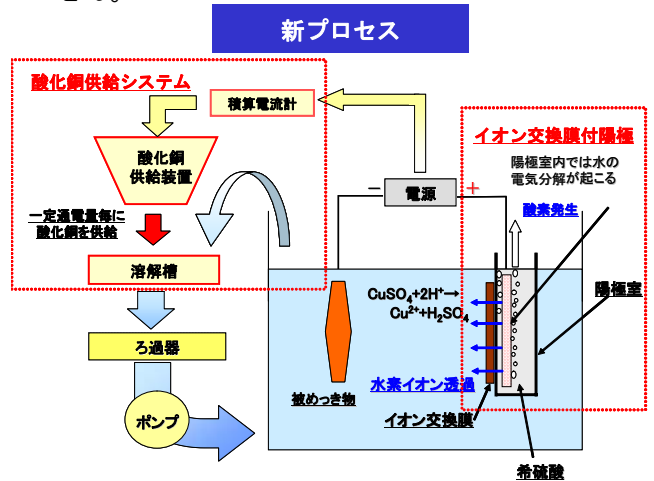 る。
新プロセス
酸化銅供給システム
積算電流計
酸化銅
供給装置
一定通電量毎に
酸化銅を供給
溶解槽
ろ過器
ポンプ
－
電源
＋
イオン交換膜付陽極
陽極室内では水の
電気分解が起こる
酸素発生
陽極室
CuSO₄+2H⁺→
Cu²⁺+H₂SO₄
水素イオン透過
被めっき物
イオン交換膜
希硫酸